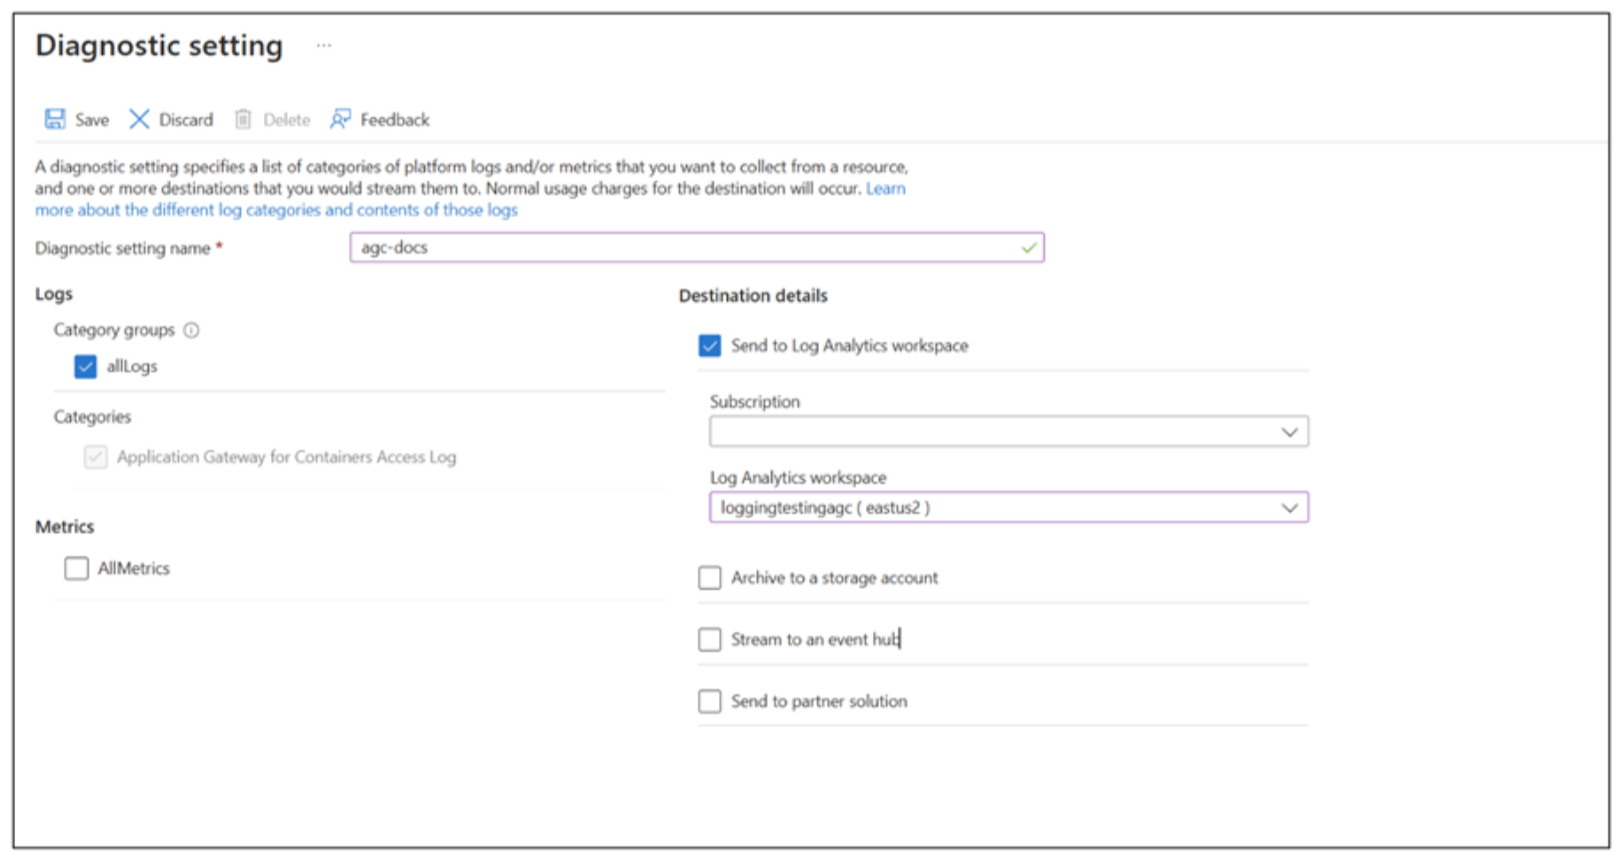 Diagnostic setting ...
Save Discard Delete Feedback
A diagnostic setting specifies a list of categories of platform logs and/or metrics that you want to collect from a resource,
and one or more destinations that you would stream them to. Normal usage charges for the destination will occur. Learn
more about the different log categories and contents of those logs
Diagnostic setting name * agc-docs
Logs
Category groups
allLogs
Categories
Application Gateway for Containers Access Log
Metrics
AllMetrics
Destination details
Send to Log Analytics workspace
Subscription
Log Analytics workspace
loggingtestingagc ( eastus2 )
Archive to a storage account
Stream to an event hub
Send to partner solution